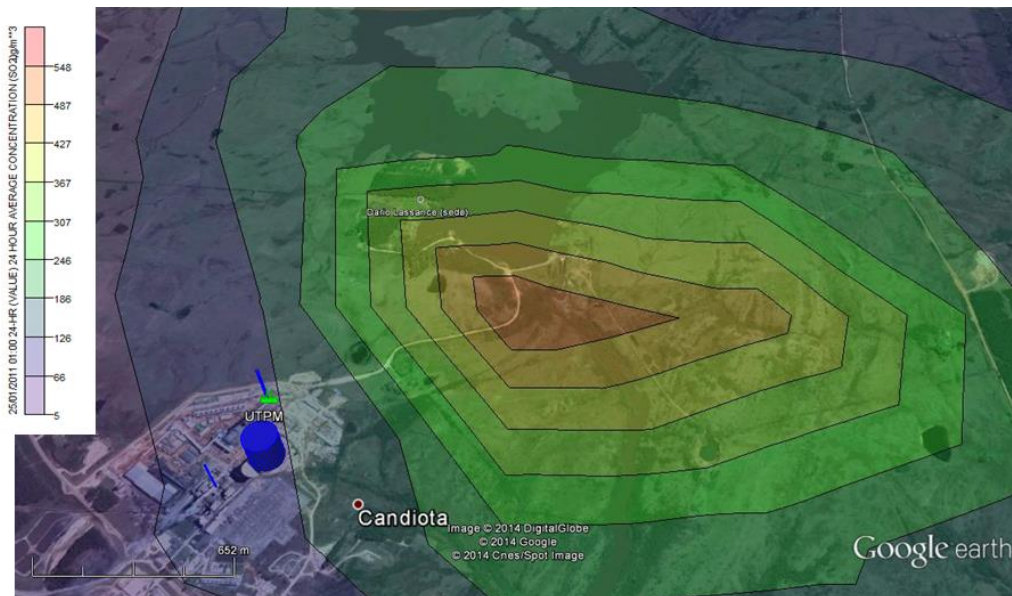 25/01/2011 01:00 24-HR (VALUE) 24 HOUR AVERAGE CONCENTRATION (SO2)
548
487
427
367
307
246
186
126
66
5
Dario Lassance (sede)
UTPM
Candiota
Image © 2014 DigitalGlobe
© 2014 Google
© 2014 Cnes/Spot Image
652 m
Google earth